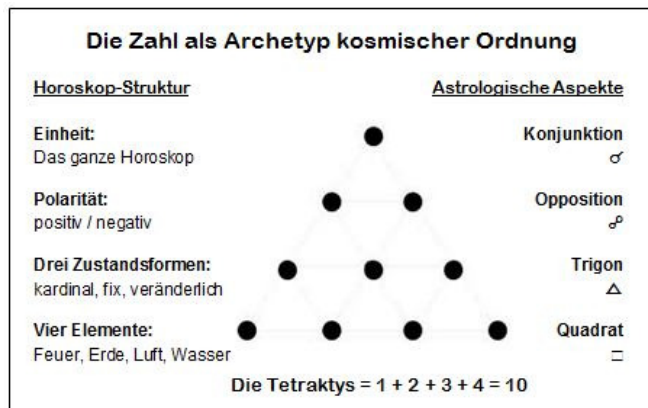 Die Zahl als Archetyp kosmischer Ordnung
Horoskop-Struktur
Astrologische Aspekte
Einheit:
Das ganze Horoskop
Konjunktion
☌
Polarität:
positiv / negativ
Opposition
☍
Drei Zustandsformen:
kardinal, fix, veränderlich
Trigon
△
Vier Elemente:
Feuer, Erde, Luft, Wasser
Quadrat
□
Die Tetraktys = 1 + 2 + 3 + 4 = 10